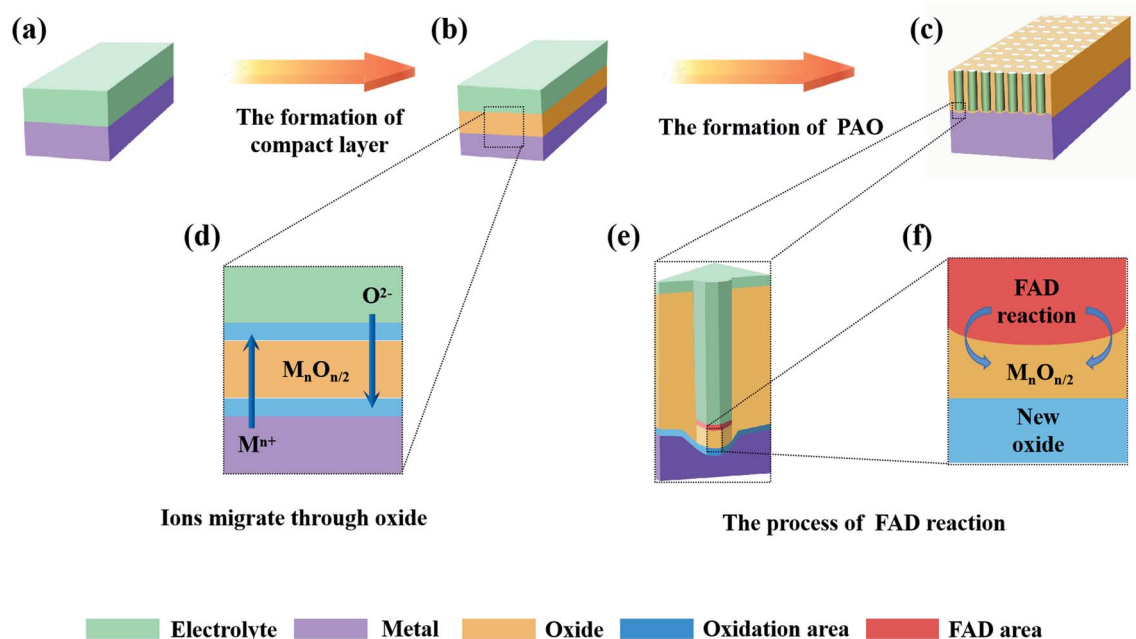 (a)
(b)
(c)
The formation of
compact layer
The formation of PAO
(d)
(e)
(f)
O²⁻
MₙOₙ/₂
Mⁿ⁺
FAD
reaction
MₙOₙ/₂
New
oxide
Ions migrate through oxide
The process of FAD reaction
Electrolyte
Metal
Oxide
Oxidation area
FAD area